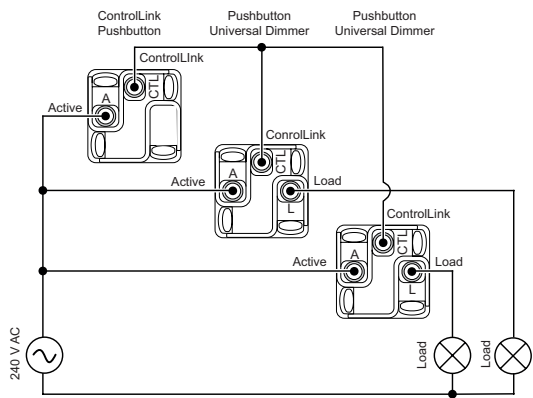 ControlLink
Pushbutton
Pushbutton
Universal Dimmer
Pushbutton
Universal Dimmer
ControlLInk
CTL
A
Active
ConrolLink
CTL
A
Active
Load
L
ControlLink
CTL
A
Active
Load
L
240 V AC
Load
Load